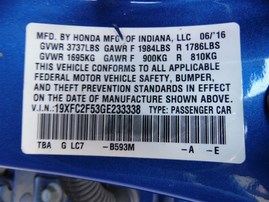 MFD. BY HONDA MFG OF INDIANA, LLC 06/'16
GVWR 3737LBS GAWR F 1984LBS R 1786LBS
GVWR 1695KG GAWR F 900KG R 810KG
THIS VEHICLE CONFORMS TO ALL APPLICABLE
FEDERAL MOTOR VEHICLE SAFETY, BUMPER,
AND THEFT PREVENTION STANDARDS IN EFFECT
ON THE DATE OF MANUFACTURE SHOWN ABOVE.
V.I.N.: 19XFC2F53GE233338 TYPE: PASSENGER CAR
TBA G LC7 -B593M -A -E